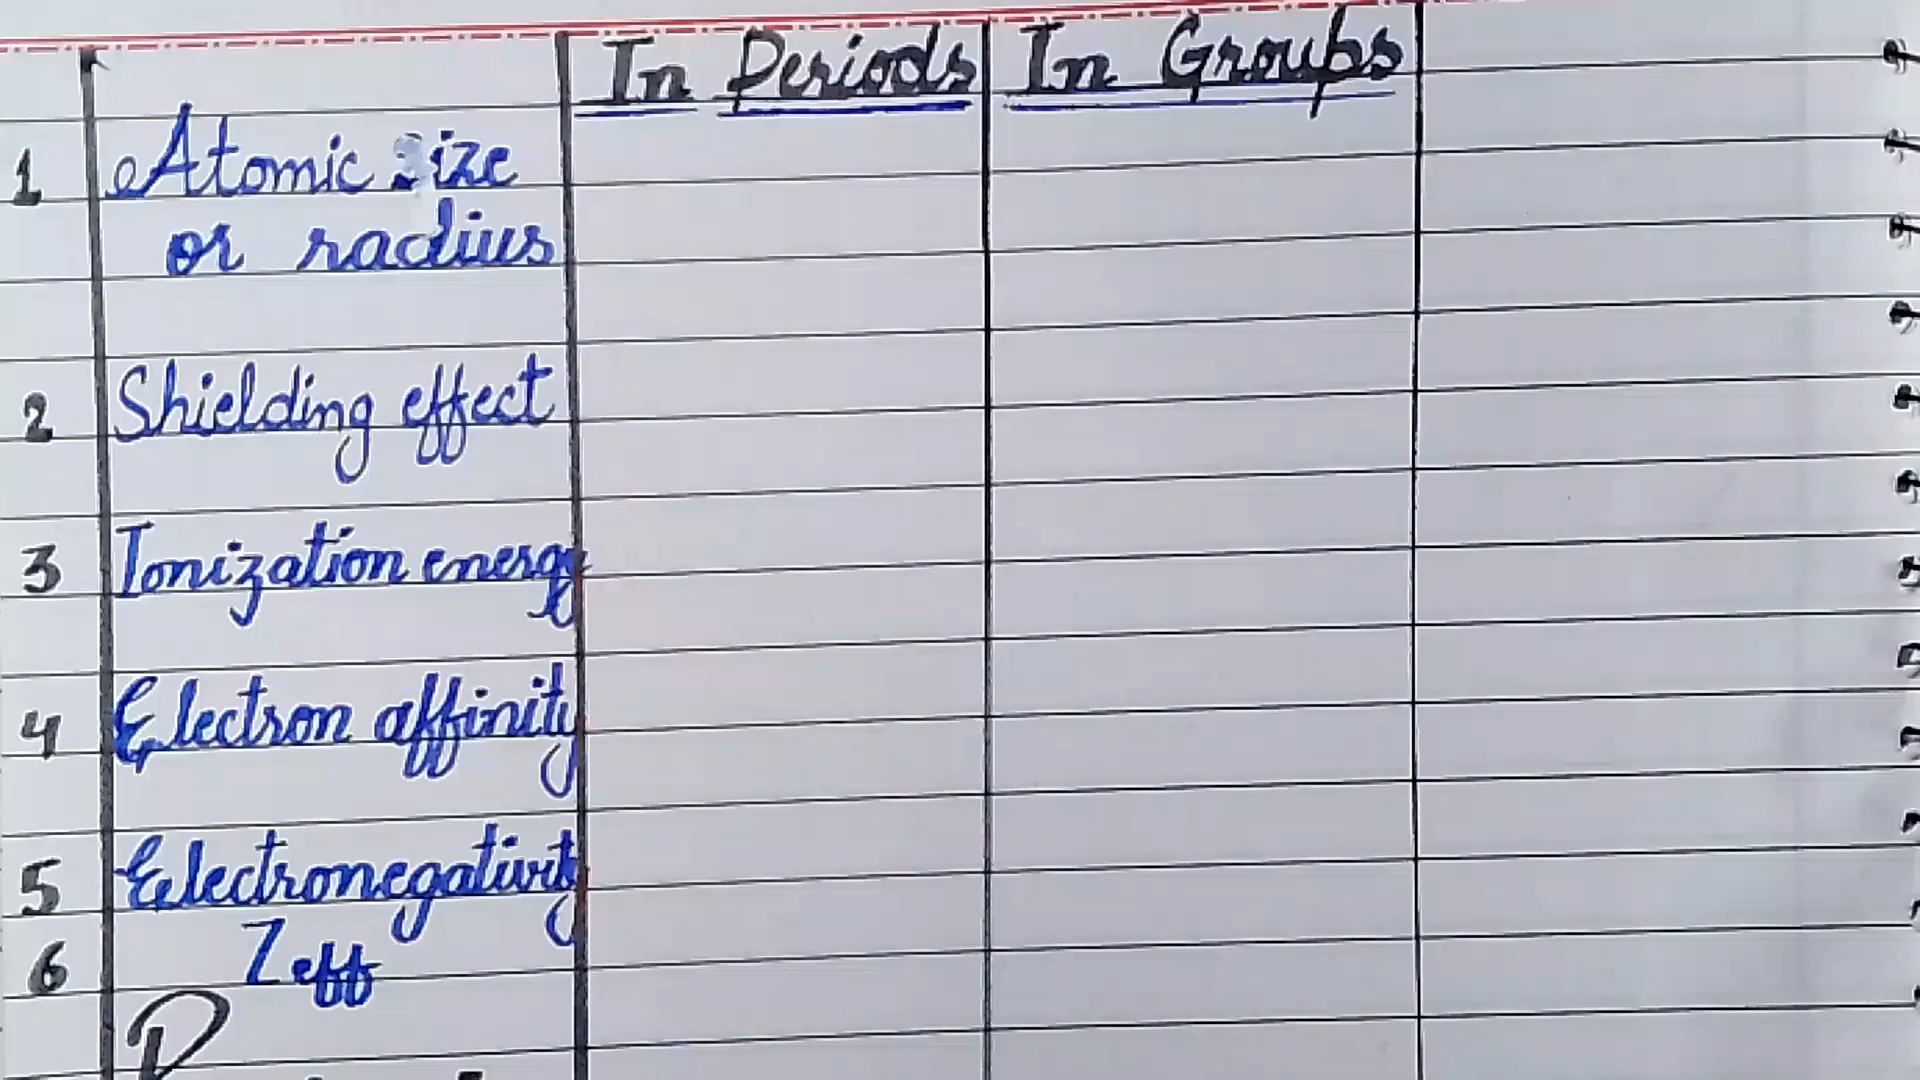 In Periods In Groups
1 Atomic size
or radius
2 Shielding effect
3 Ionization energy
4 Electron affinity
5 Electronegativity
6 Zeff